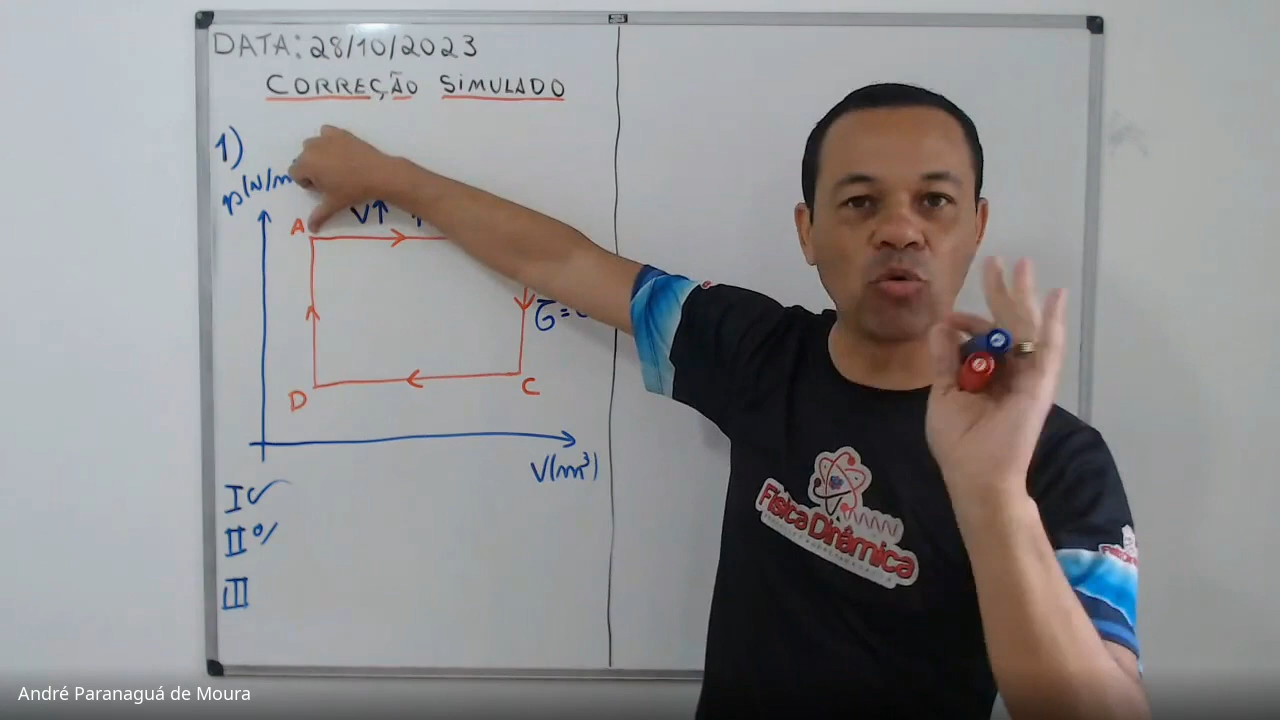 DATA: 28/10/2023
CORREÇÃO SIMULADO
1)
p(N/m
A
V↑
D
C
V(m³)
I ✓
II
III
Física Dinâmica
André Paranaguá de Moura